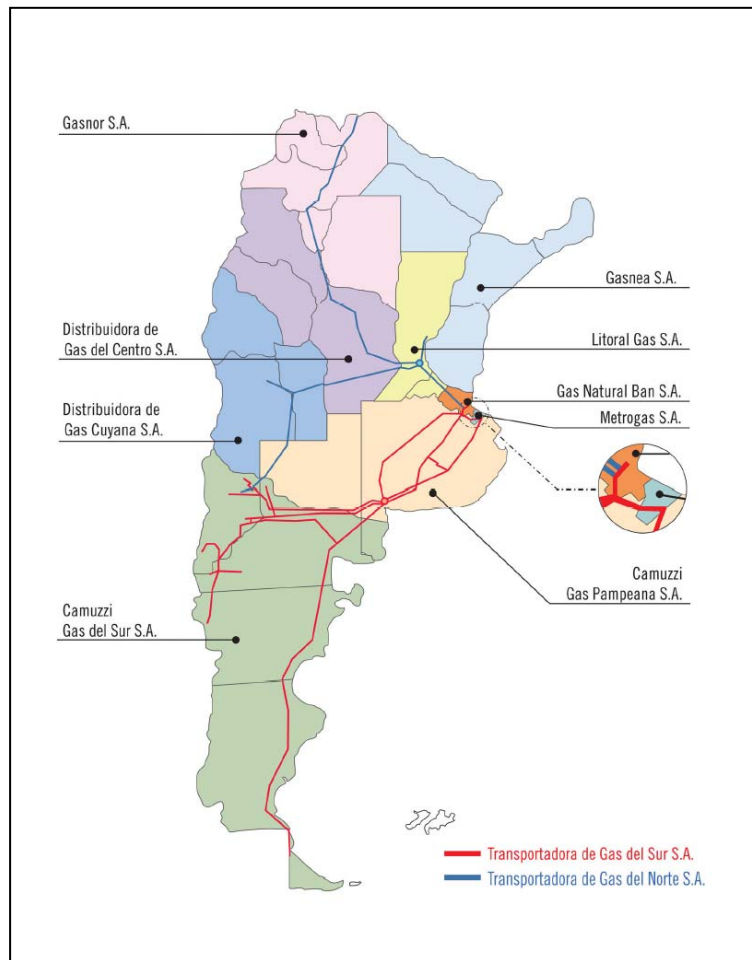 Gasnor S.A.
Gasnea S.A.
Distribuidora de
Gas del Centro S.A.
Litoral Gas S.A.
Gas Natural Ban S.A.
Distribuidora de
Gas Cuyana S.A.
Metrogas S.A.
Camuzzi
Gas Pampeana S.A.
Camuzzi
Gas del Sur S.A.
Transportadora de Gas del Sur S.A.
Transportadora de Gas del Norte S.A.